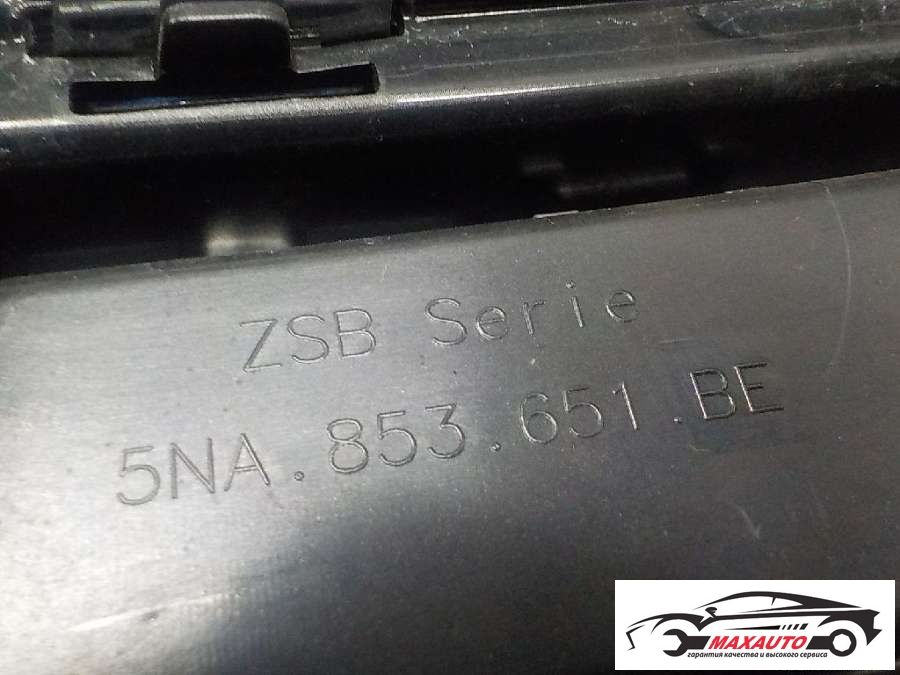 ZSB Serie
5NA.853.651.BE
MAXAUTO
гарантия качества и высокого сервиса